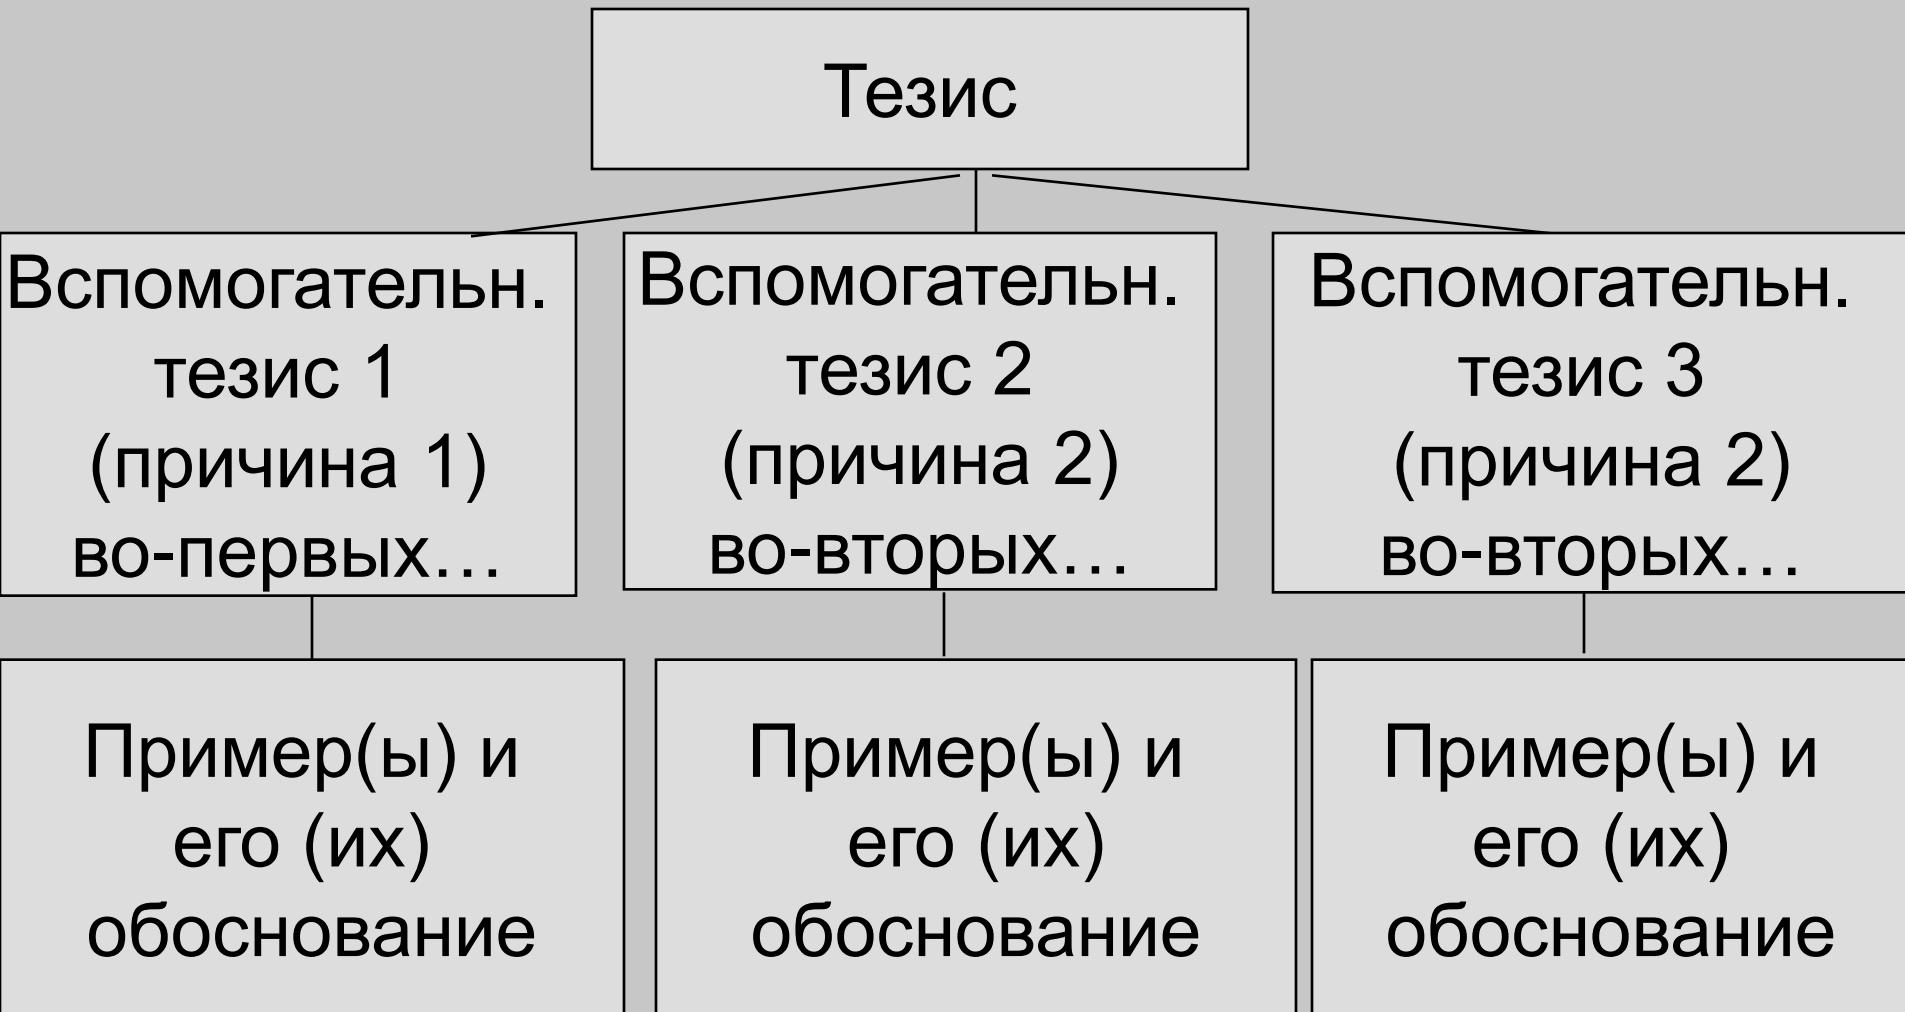 Тезис
Вспомогательн.
тезис 1
(причина 1)
во-первых…
Вспомогательн.
тезис 2
(причина 2)
во-вторых…
Вспомогательн.
тезис 3
(причина 2)
во-вторых…
Пример(ы) и
его (их)
обоснование
Пример(ы) и
его (их)
обоснование
Пример(ы) и
его (их)
обоснование